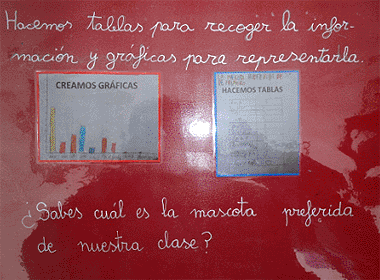 Hacemos tablas para recoger la infor-
mación y gráficas para representarla.
CREAMOS GRÁFICAS
HACEMOS TABLAS
¿Sabes cuál es la mascota preferida
de nuestra clase?